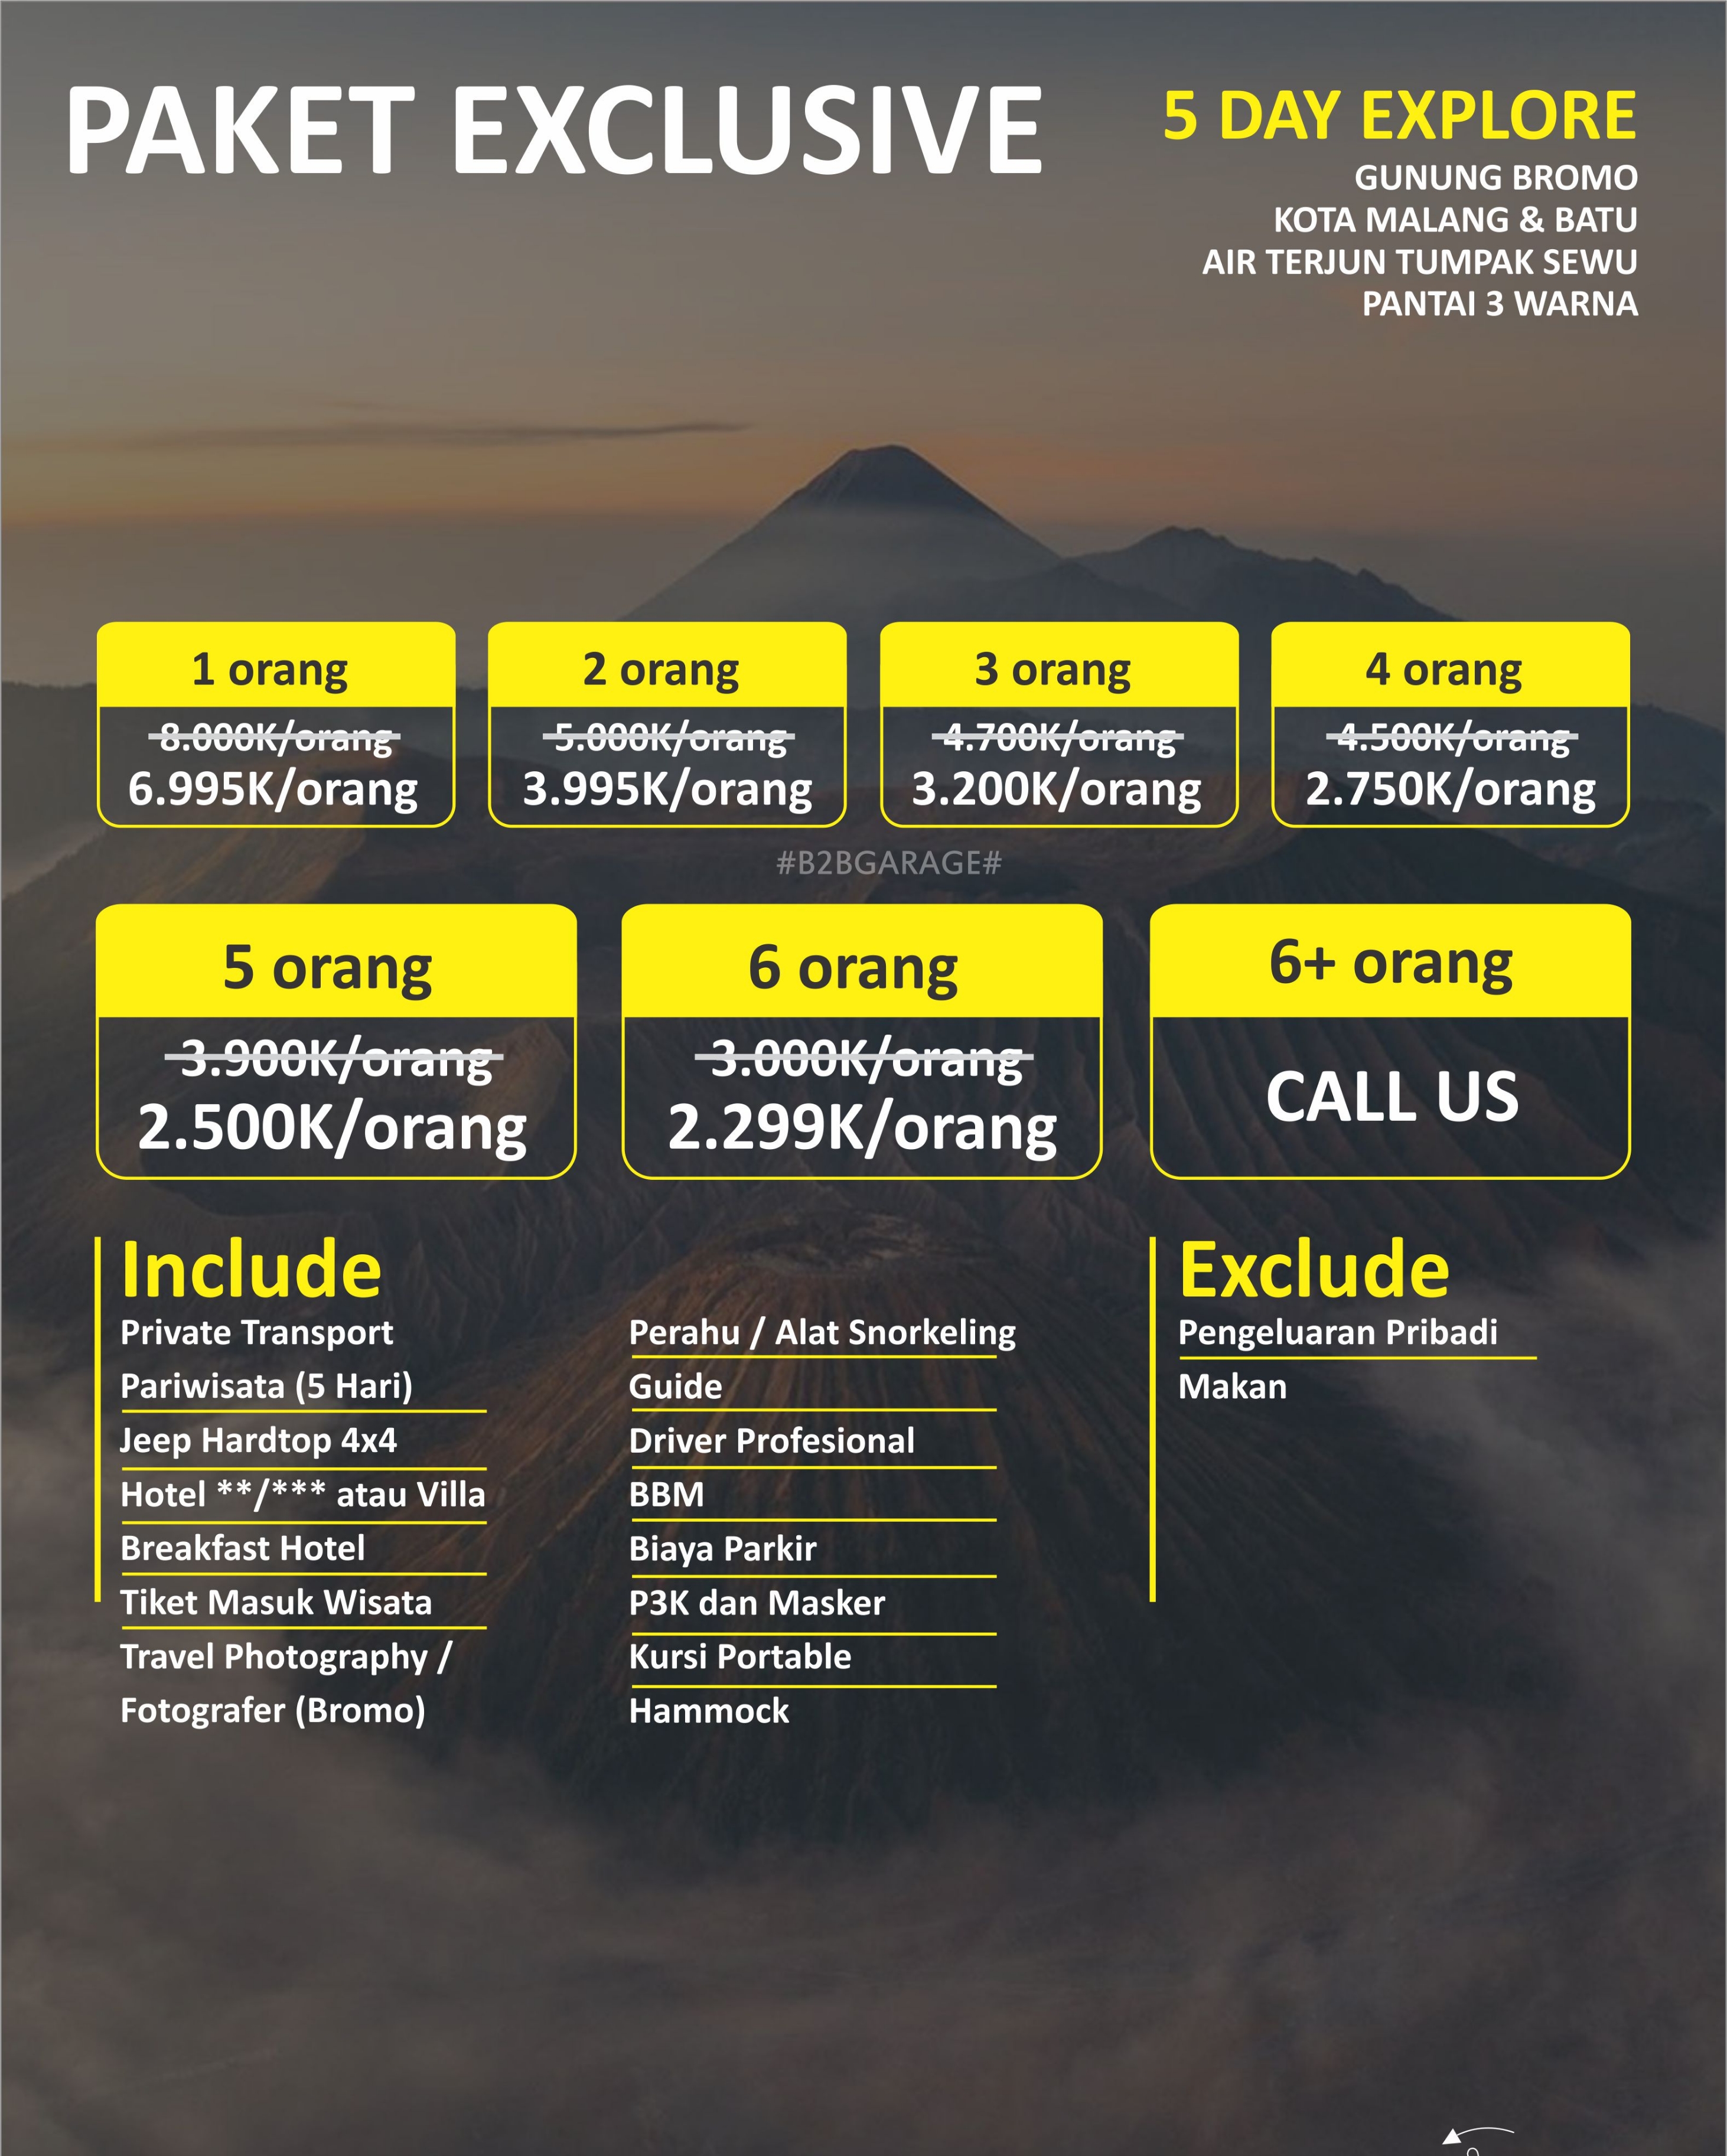 PAKET EXCLUSIVE
5 DAY EXPLORE
GUNUNG BROMO
KOTA MALANG & BATU
AIR TERJUN TUMPAK SEWU
PANTAI 3 WARNA
1 orang
8.000K/orang
6.995K/orang
2 orang
5.000K/orang
3.995K/orang
3 orang
4.700K/orang
3.200K/orang
4 orang
4.500K/orang
2.750K/orang
#B2BGARAGE#
5 orang
3.900K/orang
2.500K/orang
6 orang
3.000K/orang
2.299K/orang
6+ orang
CALL US
Include
Private Transport
Pariwisata (5 Hari)
Jeep Hardtop 4x4
Hotel **/*** atau Villa
Breakfast Hotel
Tiket Masuk Wisata
Travel Photography /
Fotografer (Bromo)
Perahu / Alat Snorkeling
Guide
Driver Profesional
BBM
Biaya Parkir
P3K dan Masker
Kursi Portable
Hammock
Exclude
Pengeluaran Pribadi
Makan